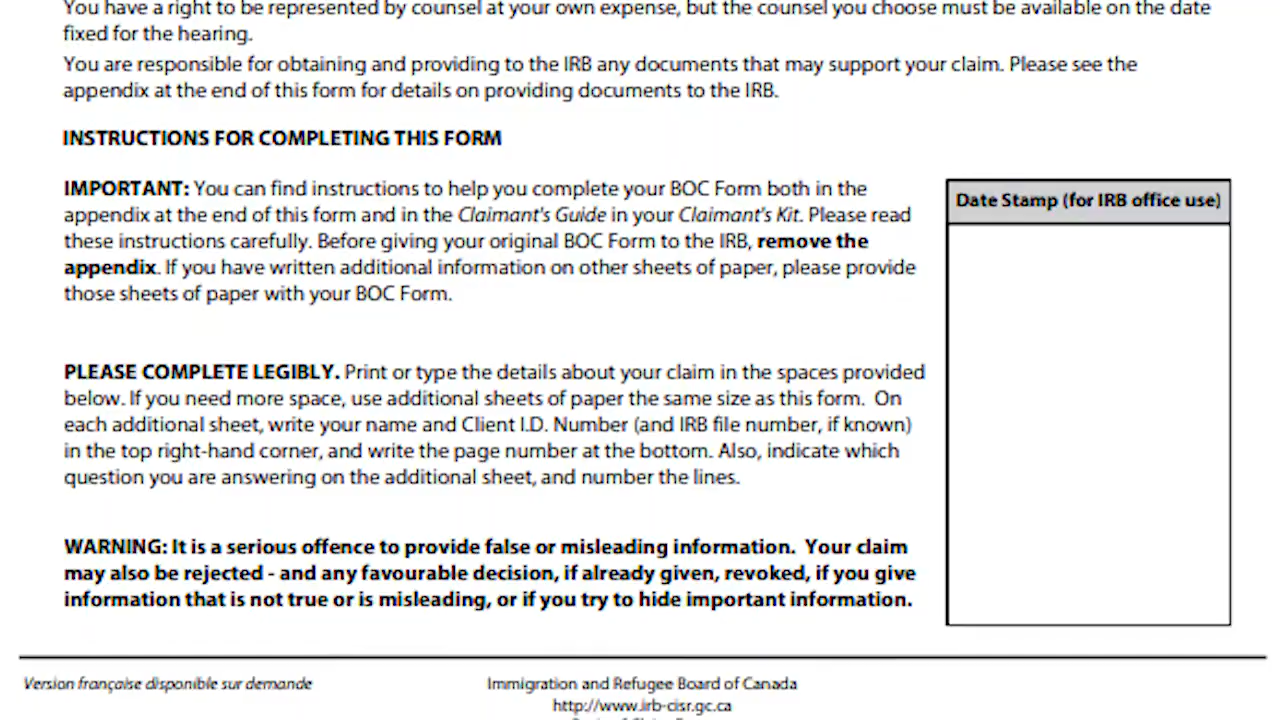 You have a right to be represented by counsel at your own expense, but the counsel you choose must be available on the date
fixed for the hearing.
You are responsible for obtaining and providing to the IRB any documents that may support your claim. Please see the
appendix at the end of this form for details on providing documents to the IRB.
INSTRUCTIONS FOR COMPLETING THIS FORM
IMPORTANT: You can find instructions to help you complete your BOC Form both in the
appendix at the end of this form and in the Claimant's Guide in your Claimant's Kit. Please read
these instructions carefully. Before giving your original BOC Form to the IRB, remove the
appendix. If you have written additional information on other sheets of paper, please provide
those sheets of paper with your BOC Form.
PLEASE COMPLETE LEGIBLY. Print or type the details about your claim in the spaces provided
below. If you need more space, use additional sheets of paper the same size as this form. On
each additional sheet, write your name and Client I.D. Number (and IRB file number, if known)
in the top right-hand corner, and write the page number at the bottom. Also, indicate which
question you are answering on the additional sheet, and number the lines.
WARNING: It is a serious offence to provide false or misleading information. Your claim
may also be rejected - and any favourable decision, if already given, revoked, if you give
information that is not true or is misleading, or if you try to hide important information.
Date Stamp (for IRB office use)
Version française disponible sur demande
Immigration and Refugee Board of Canada
http://www.irb-cisr.gc.ca